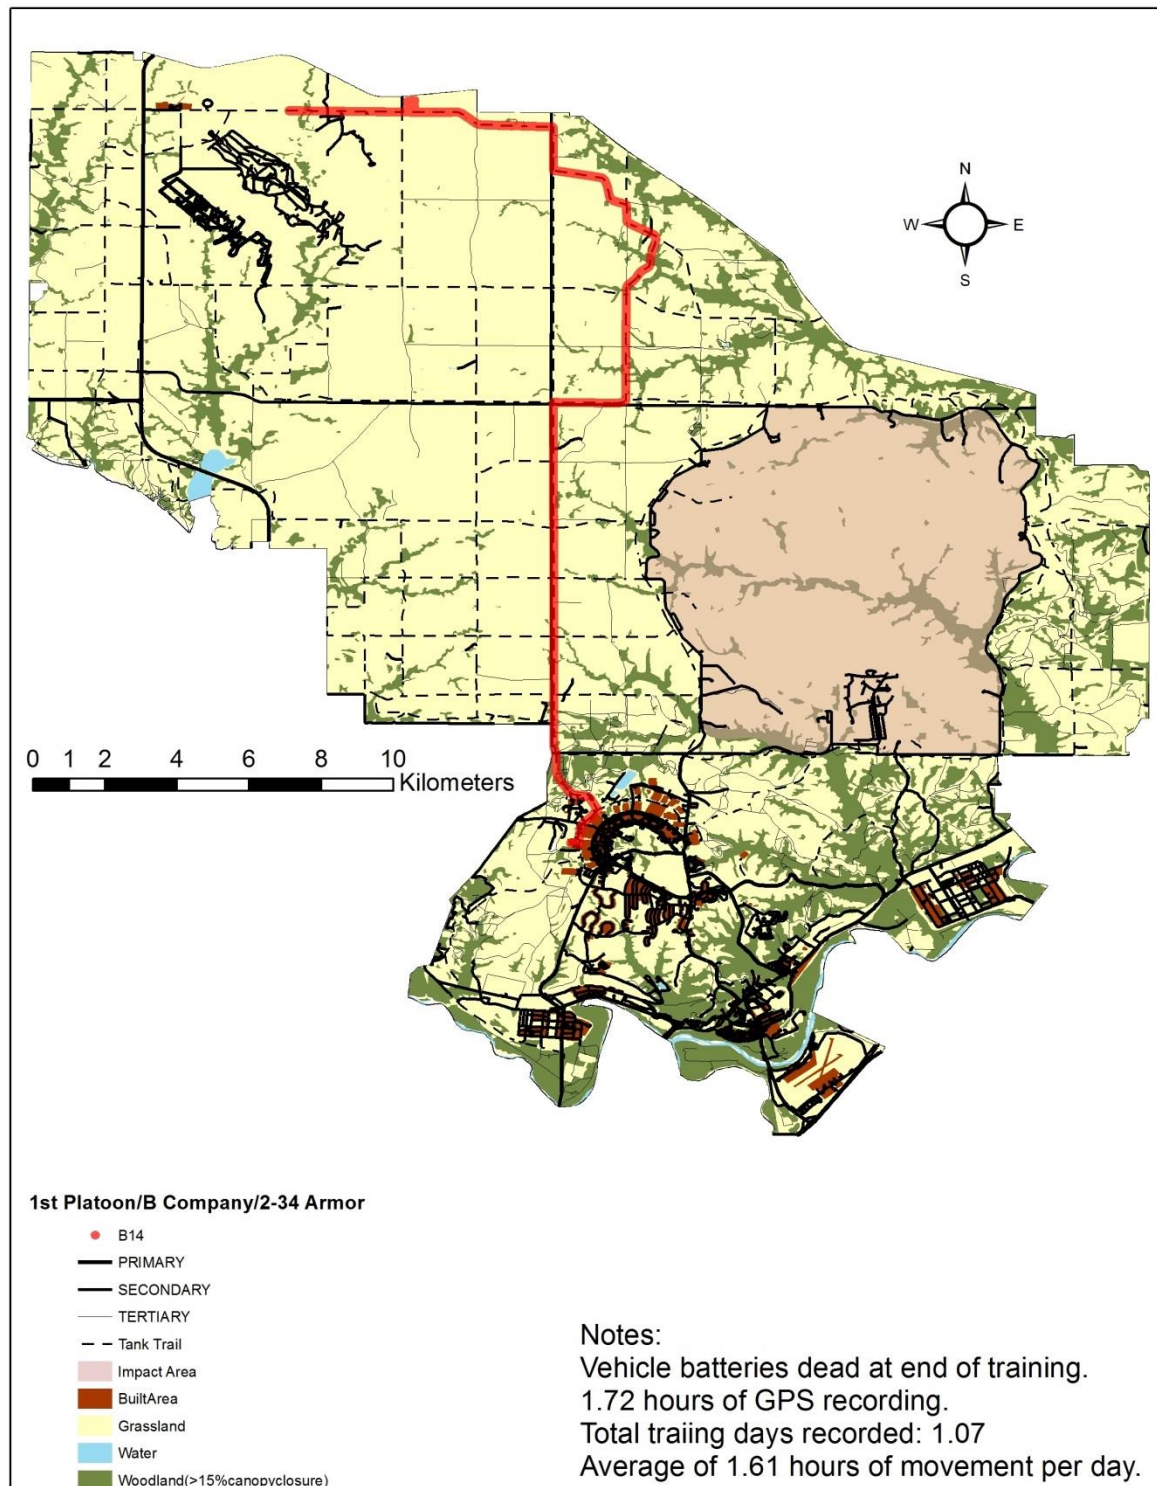 N
W E
S
0 1 2 4 6 8 10
Kilometers
1st Platoon/B Company/2-34 Armor
B14
PRIMARY
SECONDARY
TERTIARY
Tank Trail
Impact Area
BuiltArea
Grassland
Water
Woodland(>15%canopyclosure)
Notes:
Vehicle batteries dead at end of training.
1.72 hours of GPS recording.
Total traiing days recorded: 1.07
Average of 1.61 hours of movement per day.